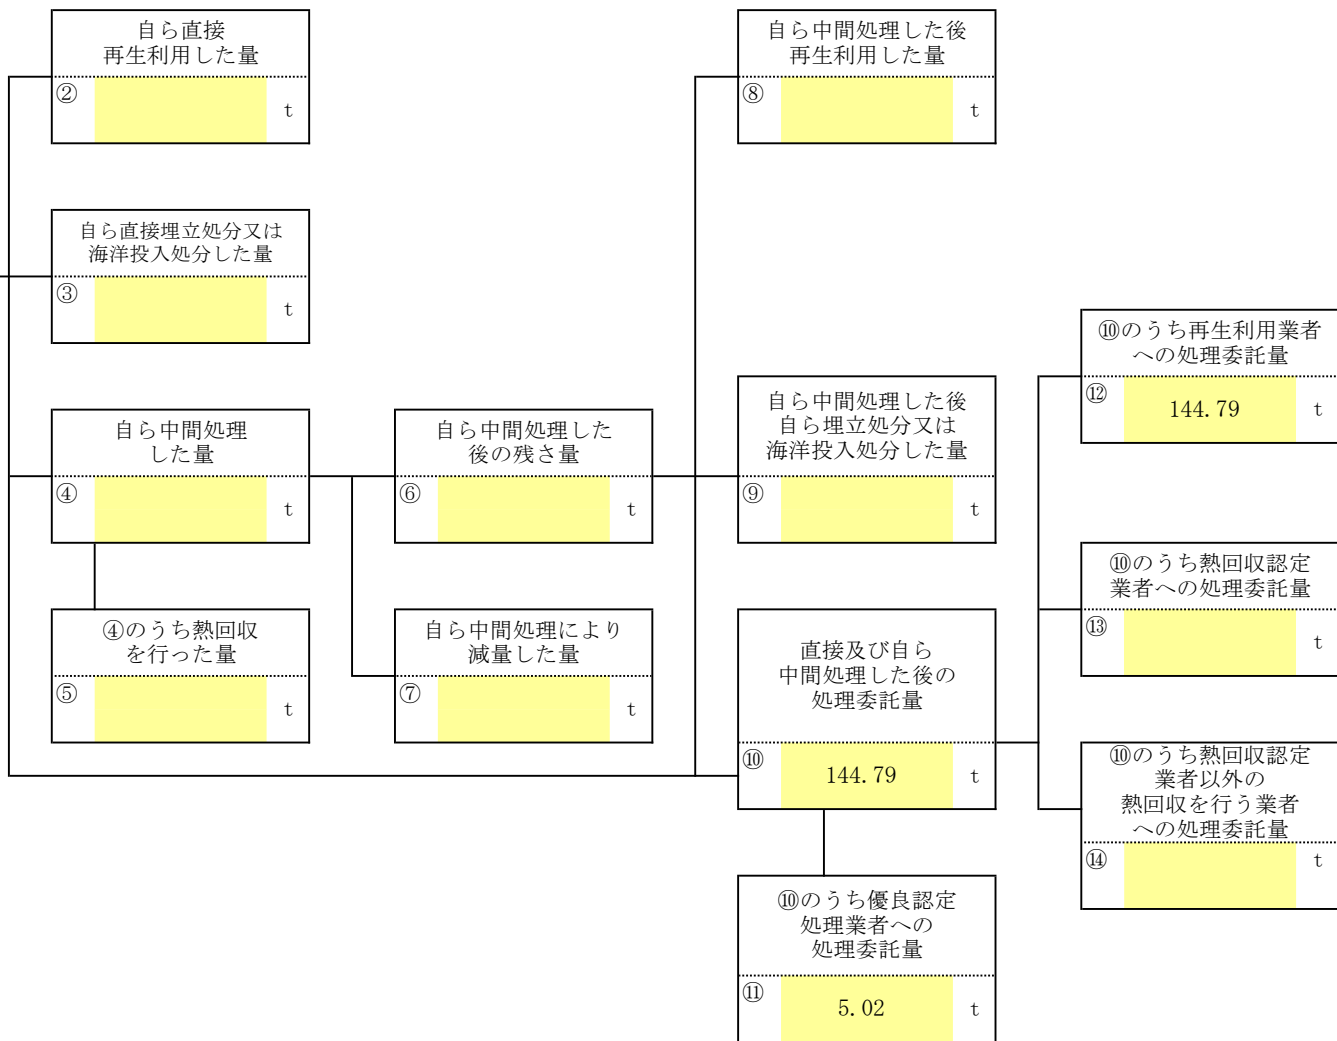 自ら直接
再生利用した量
②
t
自ら中間処理した後
再生利用した量
⑧
t
自ら直接埋立処分又は
海洋投入処分した量
③
t
⑩のうち再生利用業者
への処理委託量
⑫
144.79
t
自ら中間処理
した量
④
t
自ら中間処理した
後の残さ量
⑥
t
自ら中間処理した後
自ら埋立処分又は
海洋投入処分した量
⑨
t
⑩のうち熱回収認定
業者への処理委託量
⑬
t
④のうち熱回収
を行った量
⑤
t
自ら中間処理により
減量した量
⑦
t
直接及び自ら
中間処理した後の
処理委託量
⑩
144.79
t
⑩のうち熱回収認定
業者以外の
熱回収を行う業者
への処理委託量
⑭
t
⑩のうち優良認定
処理業者への
処理委託量
⑪
5.02
t